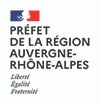 PRÉFET
DE LA RÉGION
AUVERGNE-
RHÔNE-ALPES
Liberté
Égalité
Fraternité